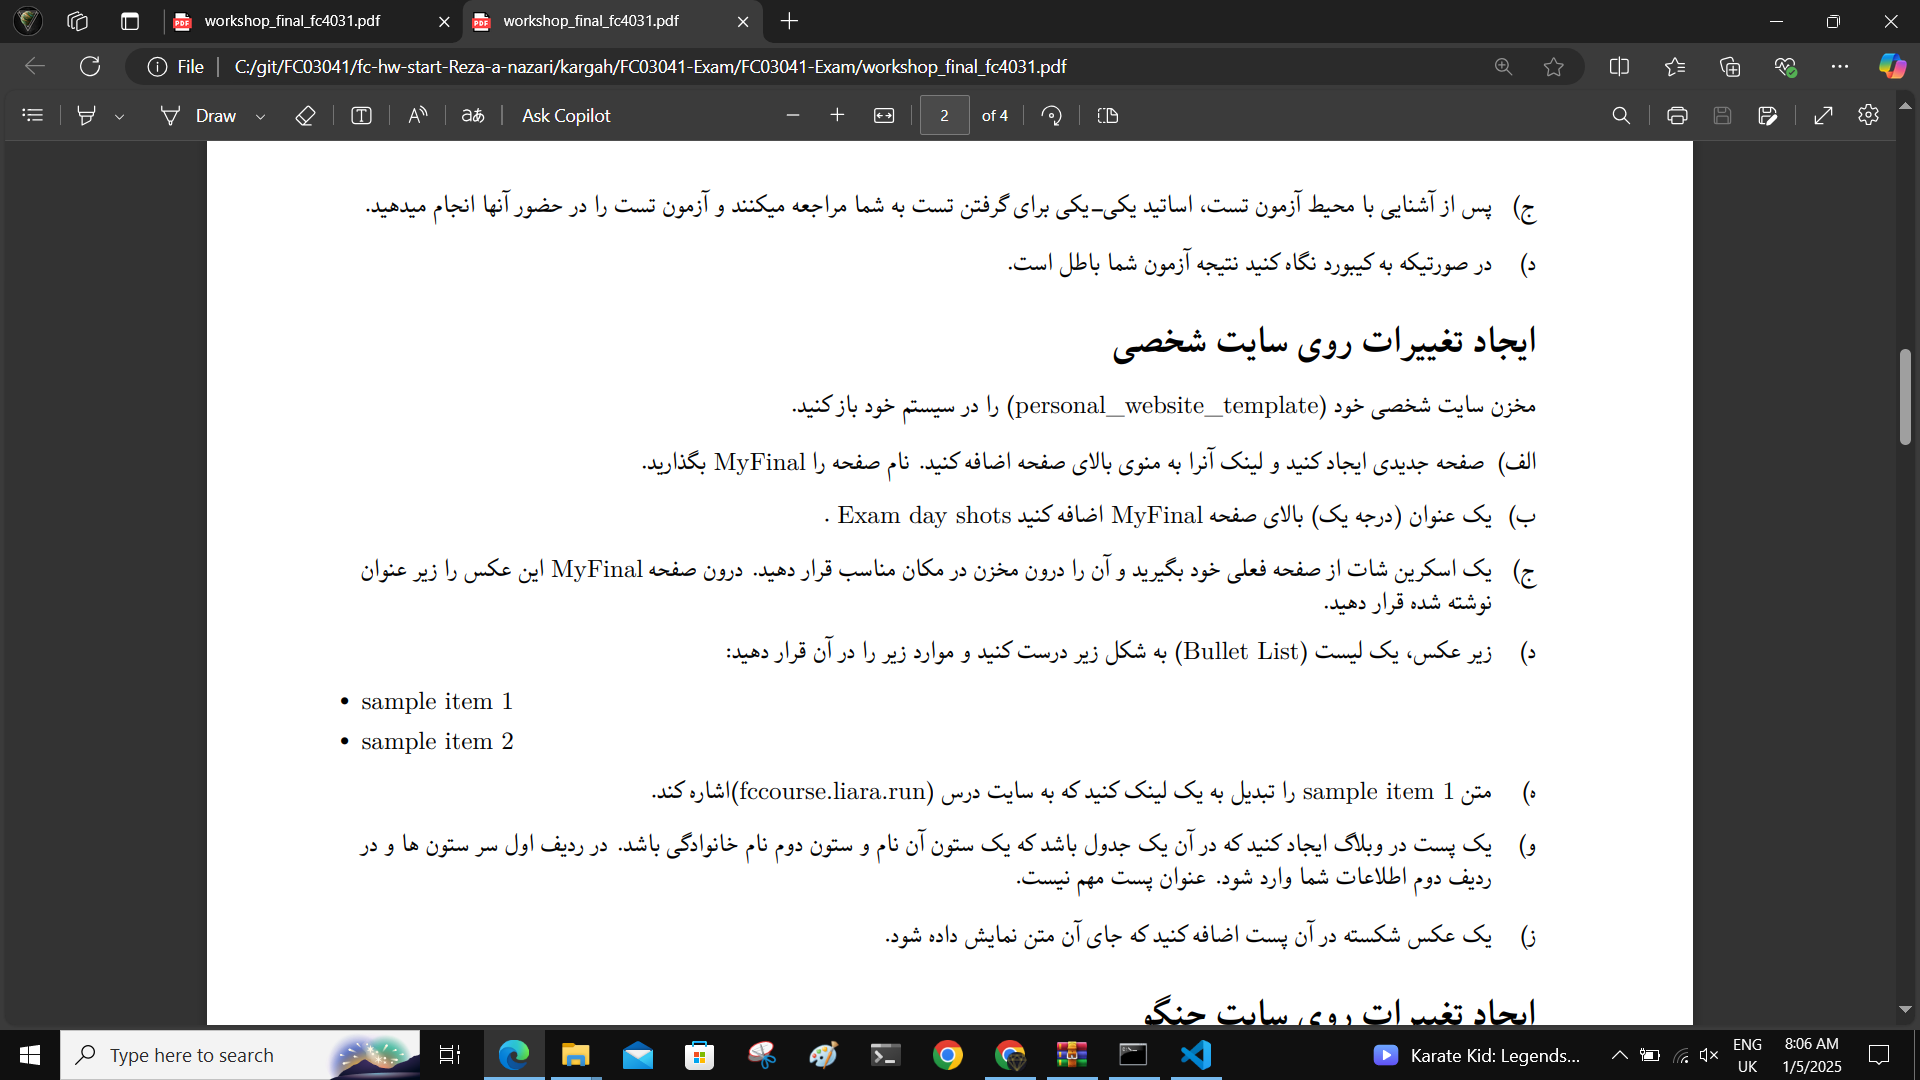 workshop_final_fc4031.pdf
workshop_final_fc4031.pdf
File
C:/git/FC03041/fc-hw-start-Reza-a-nazari/kargah/FC03041-Exam/FC03041-Exam/workshop_final_fc4031.pdf
Draw
Ask Copilot
2 of 4
ج) پس از آشنایی با محیط آزمون تست، اساتید یکی-یکی برای گرفتن تست به شما مراجعه میکنند و آزمون تست را در حضور آنها انجام میدهید.
د) در صورتیکه به کیبورد نگاه کنید نتیجه آزمون شما باطل است.
ایجاد تغییرات روی سایت شخصی
مخزن سایت شخصی خود (personal_website_template) را در سیستم خود باز کنید.
الف) صفحه جدیدی ایجاد کنید و لینک آنرا به منوی بالای صفحه اضافه کنید. نام صفحه را MyFinal بگذارید.
ب) یک عنوان (درجه یک) بالای صفحه MyFinal اضافه کنید Exam day shots .
ج) یک اسکرین شات از صفحه فعلی خود بگیرید و آن را درون مخزن در مکان مناسب قرار دهید. درون صفحه MyFinal این عکس را زیر عنوان
نوشته شده قرار دهید.
د) زیر عکس، یک لیست (Bullet List) به شکل زیر درست کنید و موارد زیر را در آن قرار دهید:
• sample item 1
• sample item 2
ه) متن sample item 1 را تبدیل به یک لینک کنید که به سایت درس (fccourse.liara.run)اشاره کند.
و) یک پست در وبلاگ ایجاد کنید که در آن یک جدول باشد که یک ستون آن نام و ستون دوم نام خانوادگی باشد. در ردیف اول سر ستون ها و در
ردیف دوم اطلاعات شما وارد شود. عنوان پست مهم نیست.
ز) یک عکس شکسته در آن پست اضافه کنید که جای آن متن نمایش داده شود.
ایجاد تغییرات روی سایت جنگو
Type here to search
Karate Kid: Legends...
ENG
UK
8:06 AM
1/5/2025